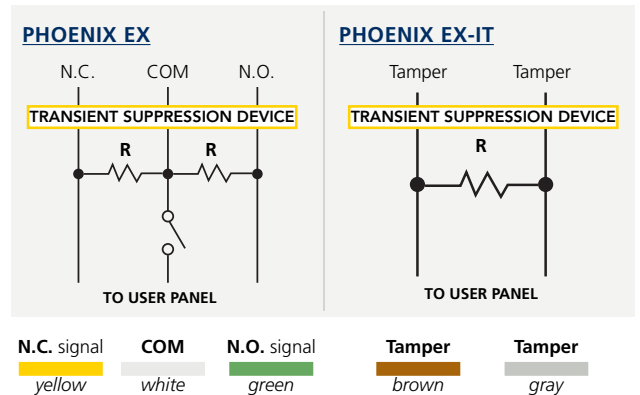 PHOENIX EX
N.C. COM N.O.
TRANSIENT SUPPRESSION DEVICE
R R
TO USER PANEL
PHOENIX EX-IT
Tamper Tamper
TRANSIENT SUPPRESSION DEVICE
R
TO USER PANEL
N.C. signal COM N.O. signal Tamper Tamper
yellow white green brown gray